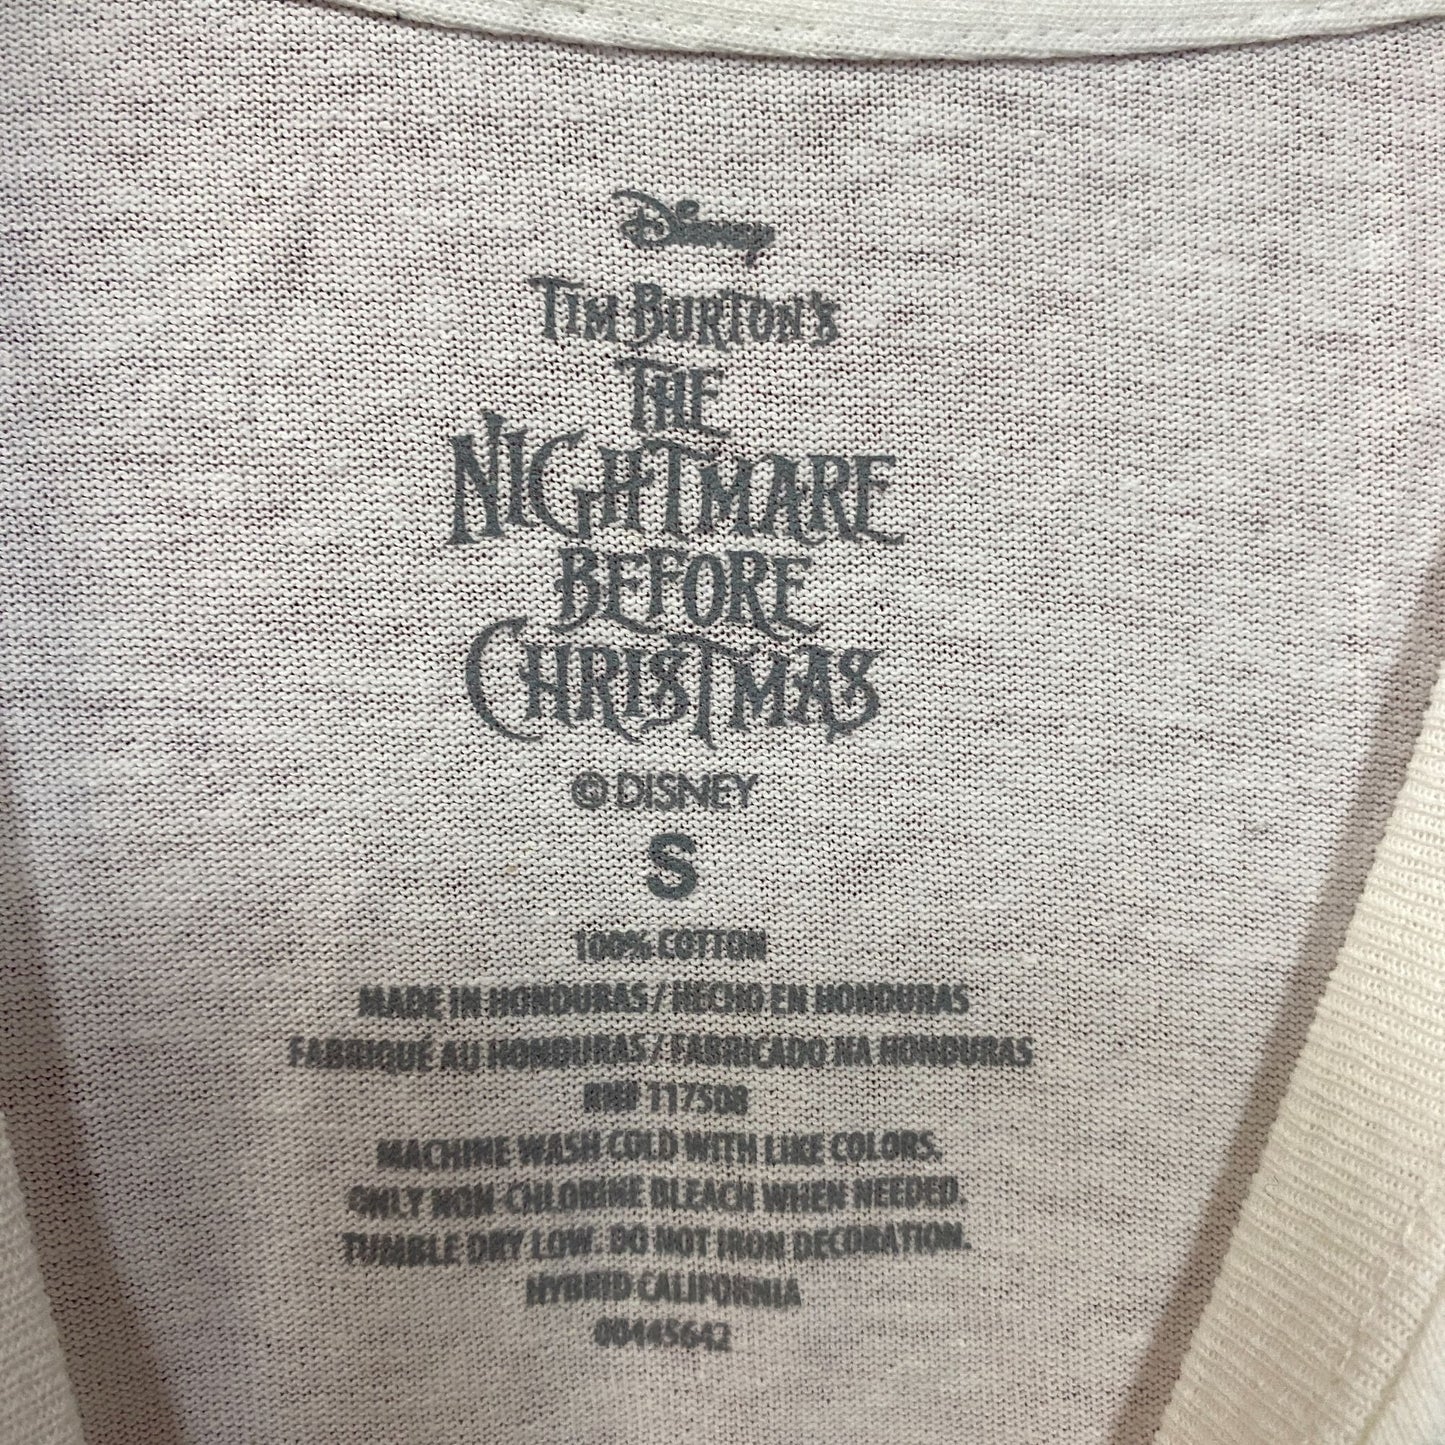 Disney
TIM BURTON'S
THE
NIGHTMARE
BEFORE
CHRISTMAS
© DISNEY
S
100% COTTON
MADE IN HONDURAS / HECHO EN HONDURAS
FABRIQUE AU HONDURAS / FABRICADO NA HONDURAS
RN# 117508
MACHINE WASH COLD WITH LIKE COLORS.
ONLY NON-CHLORINE BLEACH WHEN NEEDED.
TUMBLE DRY LOW. DO NOT IRON DECORATION.
HYBRID CALIFORNIA
00445642